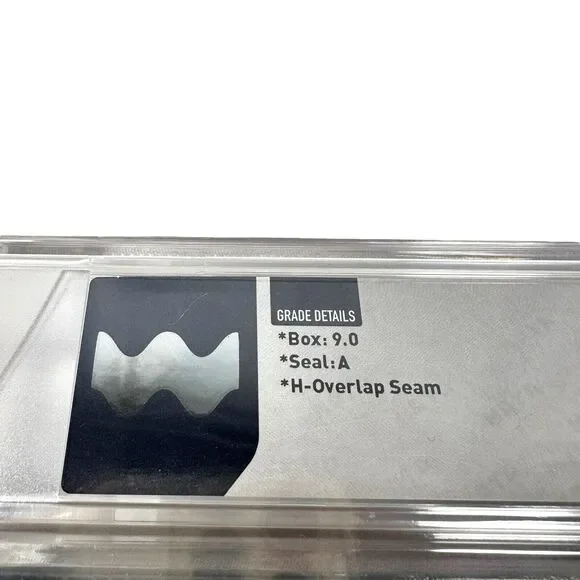 GRADE DETAILS
*Box: 9.0
*Seal: A
*H-Overlap Seam